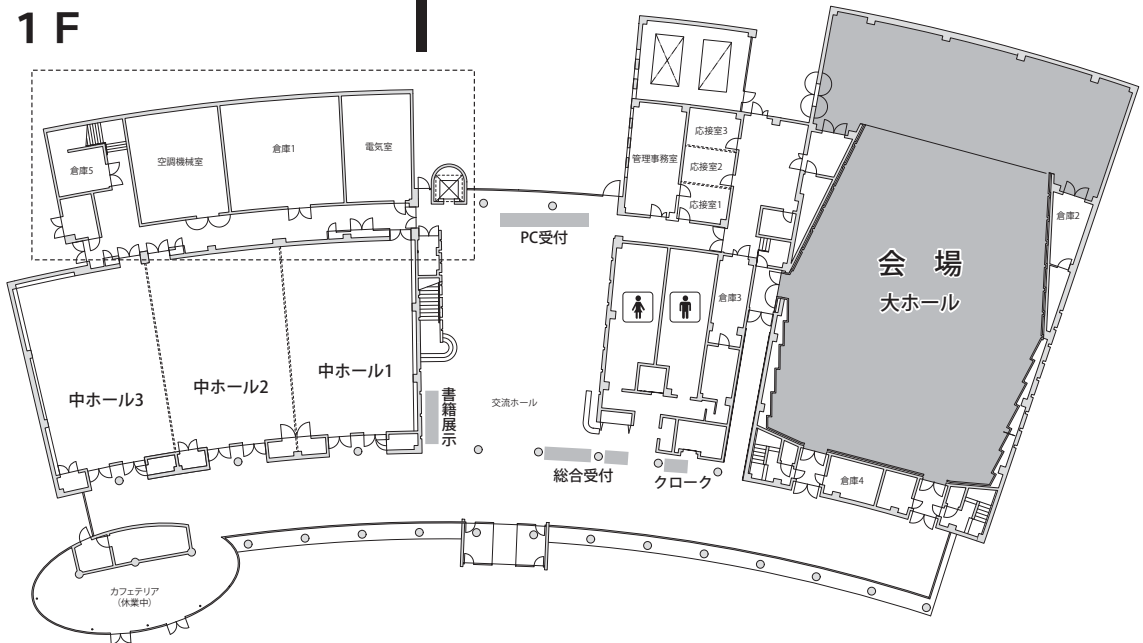 1 F
倉庫5
空調機械室
倉庫1
電気室
管理事務室
応接室3
応接室2
応接室1
PC受付
倉庫2
会 場
大ホール
倉庫3
中ホール3
中ホール2
中ホール1
書籍展示
交流ホール
総合受付
クローク
倉庫4
カフェテリア
(休業中)